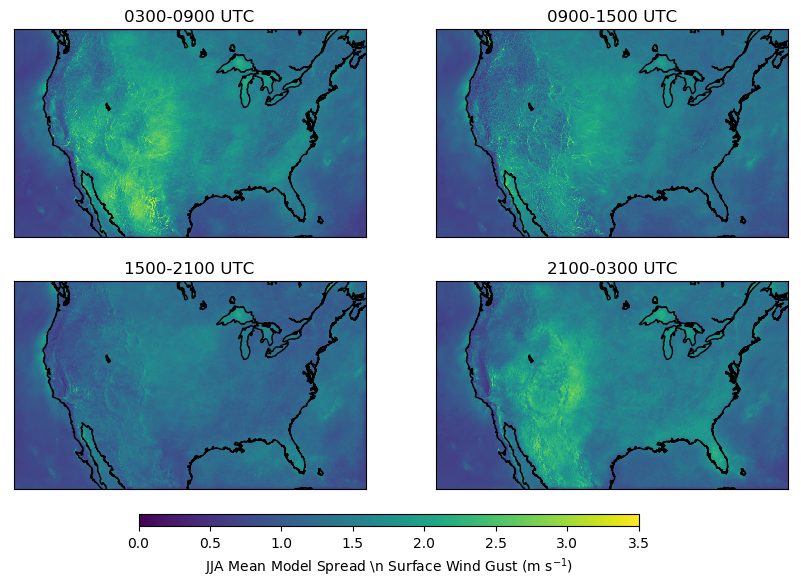 0300-0900 UTC
0900-1500 UTC
1500-2100 UTC
2100-0300 UTC
0.0 0.5 1.0 1.5 2.0 2.5 3.0 3.5
JJA Mean Model Spread \n Surface Wind Gust (m s⁻¹)